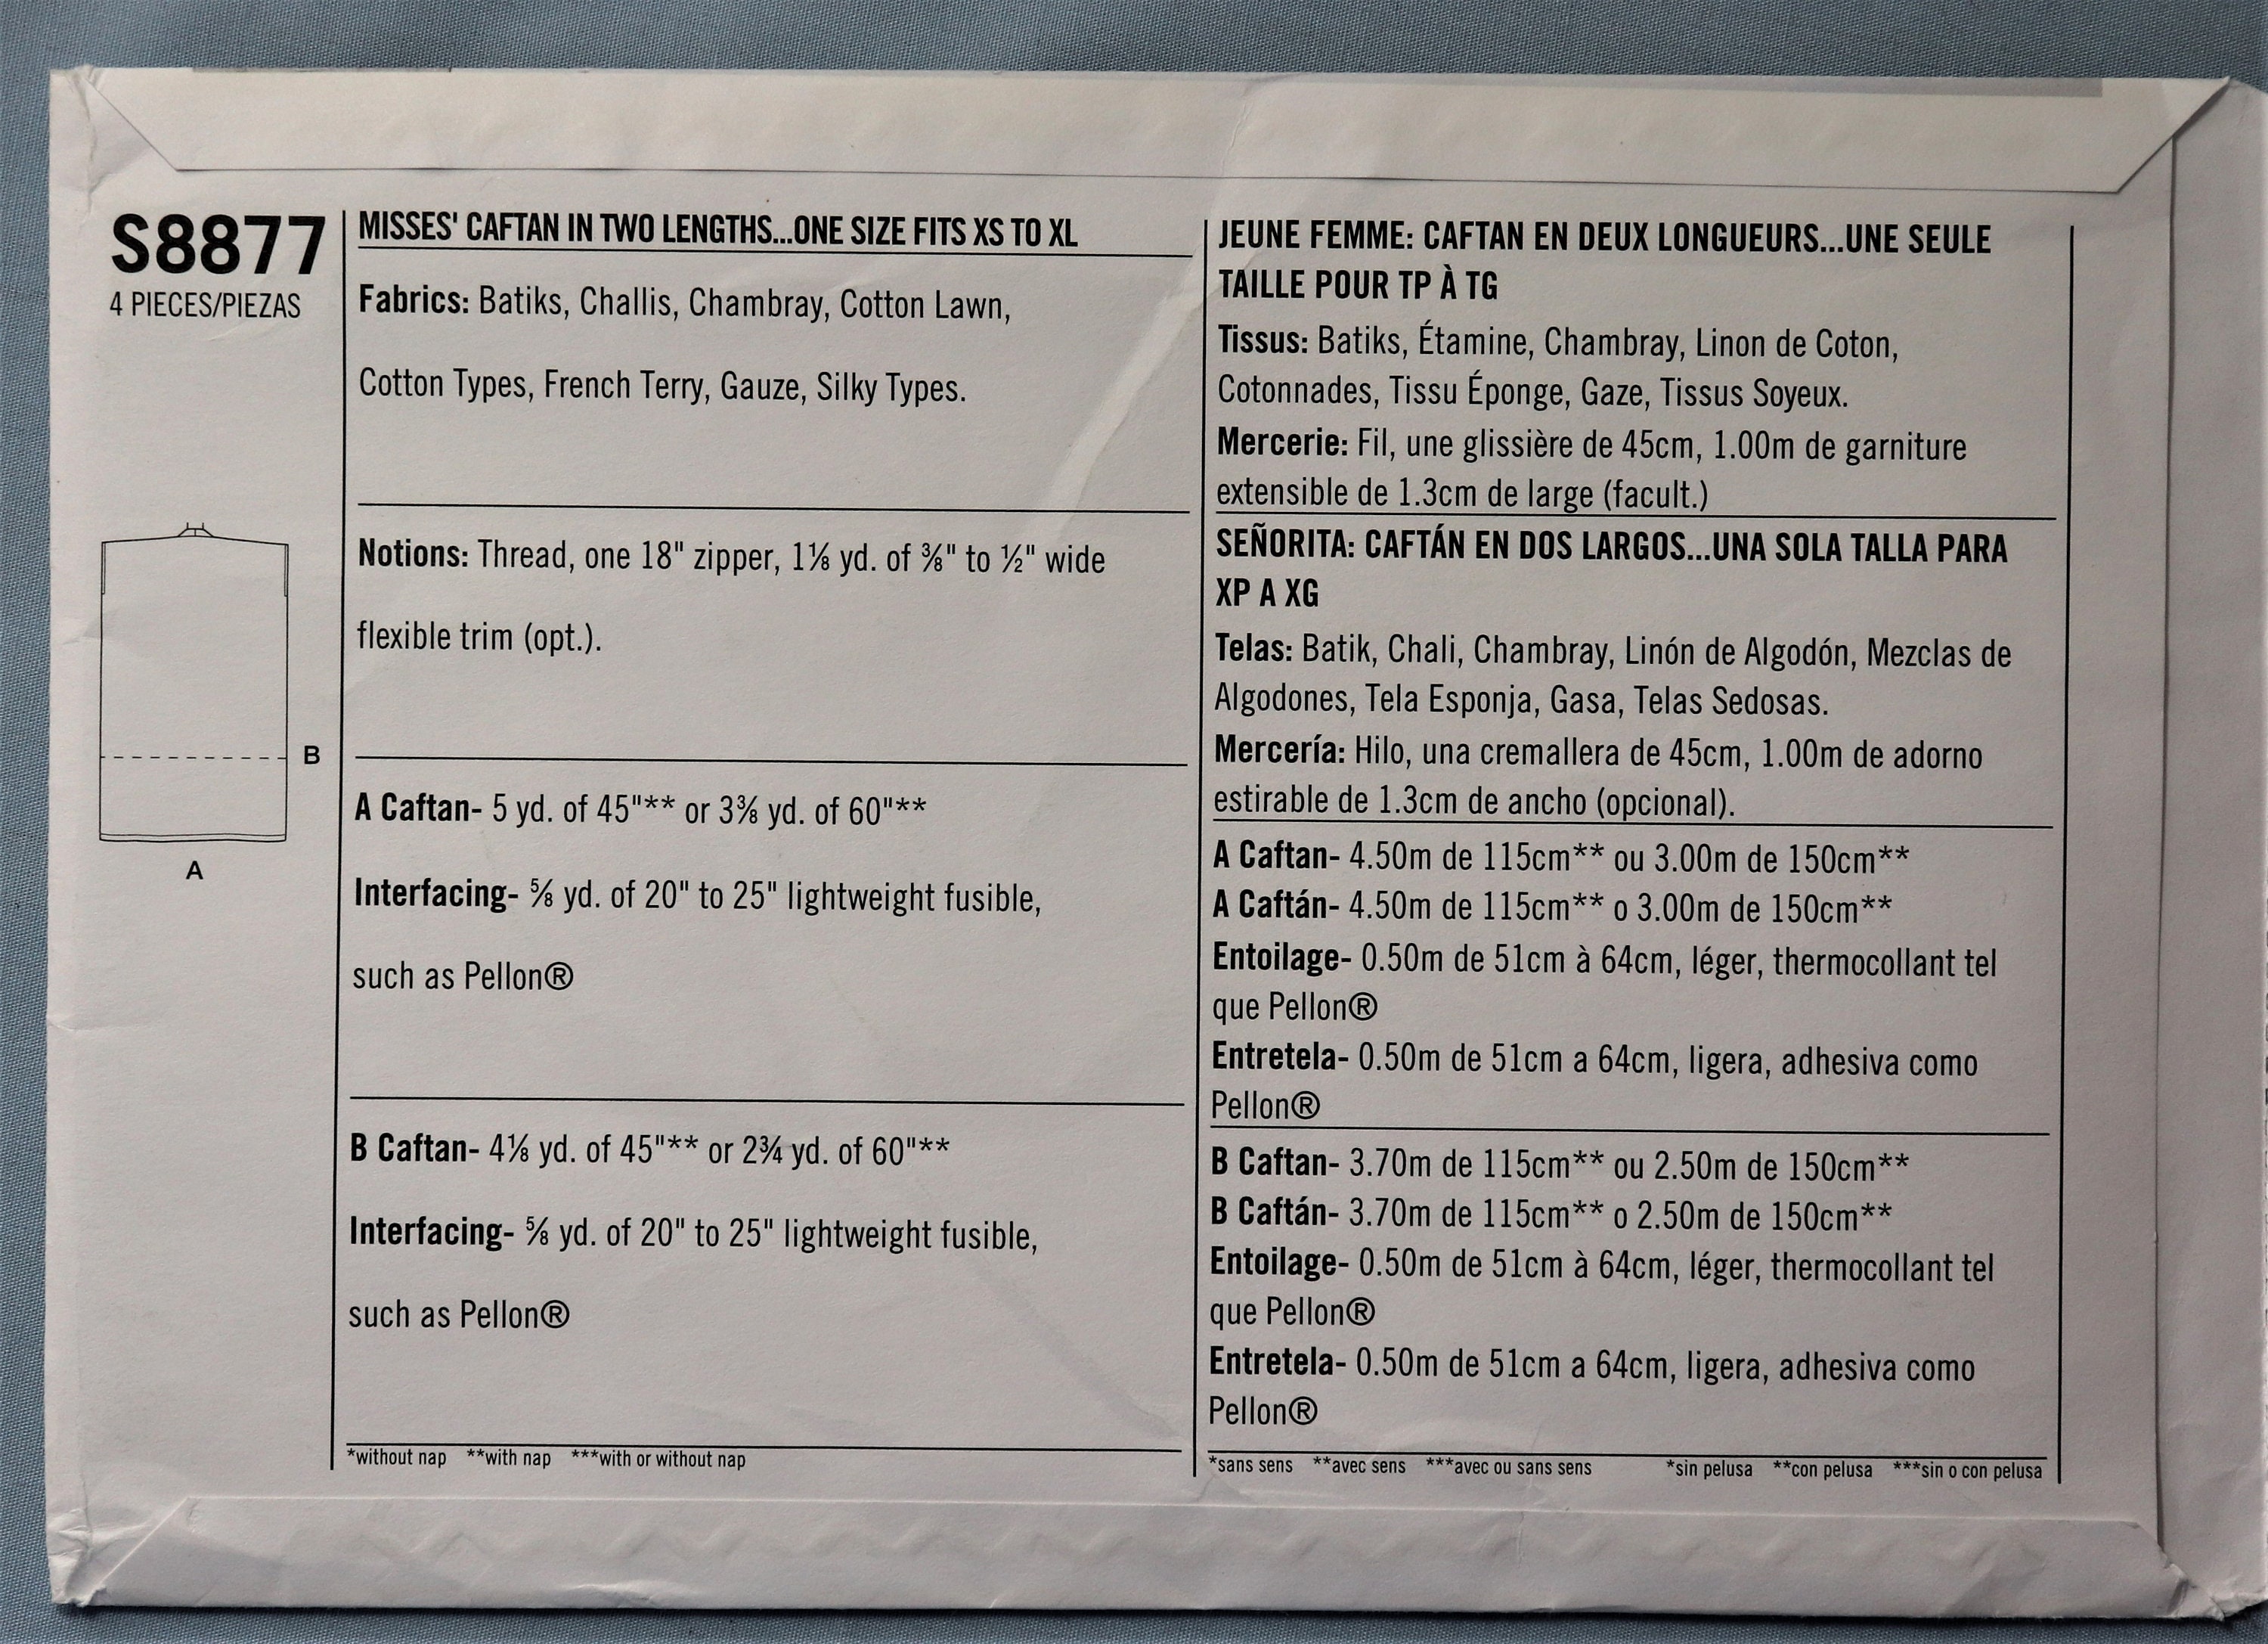 S8877
4 PIECES/PIEZAS
B
A
MISSES' CAFTAN IN TWO LENGTHS...ONE SIZE FITS XS TO XL
Fabrics: Batiks, Challis, Chambray, Cotton Lawn,
Cotton Types, French Terry, Gauze, Silky Types.
Notions: Thread, one 18" zipper, 1⅛ yd. of ⅜" to ½" wide
flexible trim (opt.).
A Caftan- 5 yd. of 45"** or 3⅜ yd. of 60"**
Interfacing- ⅝ yd. of 20" to 25" lightweight fusible,
such as Pellon®
B Caftan- 4⅛ yd. of 45"** or 2¾ yd. of 60"**
Interfacing- ⅝ yd. of 20" to 25" lightweight fusible,
such as Pellon®
*without nap **with nap ***with or without nap
JEUNE FEMME: CAFTAN EN DEUX LONGUEURS...UNE SEULE
TAILLE POUR TP À TG
Tissus: Batiks, Étamine, Chambray, Linon de Coton,
Cotonnades, Tissu Éponge, Gaze, Tissus Soyeux.
Mercerie: Fil, une glissière de 45cm, 1.00m de garniture
extensible de 1.3cm de large (facult.)
SEÑORITA: CAFTÁN EN DOS LARGOS...UNA SOLA TALLA PARA
XP A XG
Telas: Batik, Chali, Chambray, Linón de Algodón, Mezclas de
Algodones, Tela Esponja, Gasa, Telas Sedosas.
Mercería: Hilo, una cremallera de 45cm, 1.00m de adorno
estirable de 1.3cm de ancho (opcional).
A Caftan- 4.50m de 115cm** ou 3.00m de 150cm**
A Caftán- 4.50m de 115cm** o 3.00m de 150cm**
Entoilage- 0.50m de 51cm à 64cm, léger, thermocollant tel
que Pellon®
Entretela- 0.50m de 51cm a 64cm, ligera, adhesiva como
Pellon®
B Caftan- 3.70m de 115cm** ou 2.50m de 150cm**
B Caftán- 3.70m de 115cm** o 2.50m de 150cm**
Entoilage- 0.50m de 51cm à 64cm, léger, thermocollant tel
que Pellon®
Entretela- 0.50m de 51cm a 64cm, ligera, adhesiva como
Pellon®
*sans sens **avec sens ***avec ou sans sens *sin pelusa **con pelusa ***sin o con pelusa